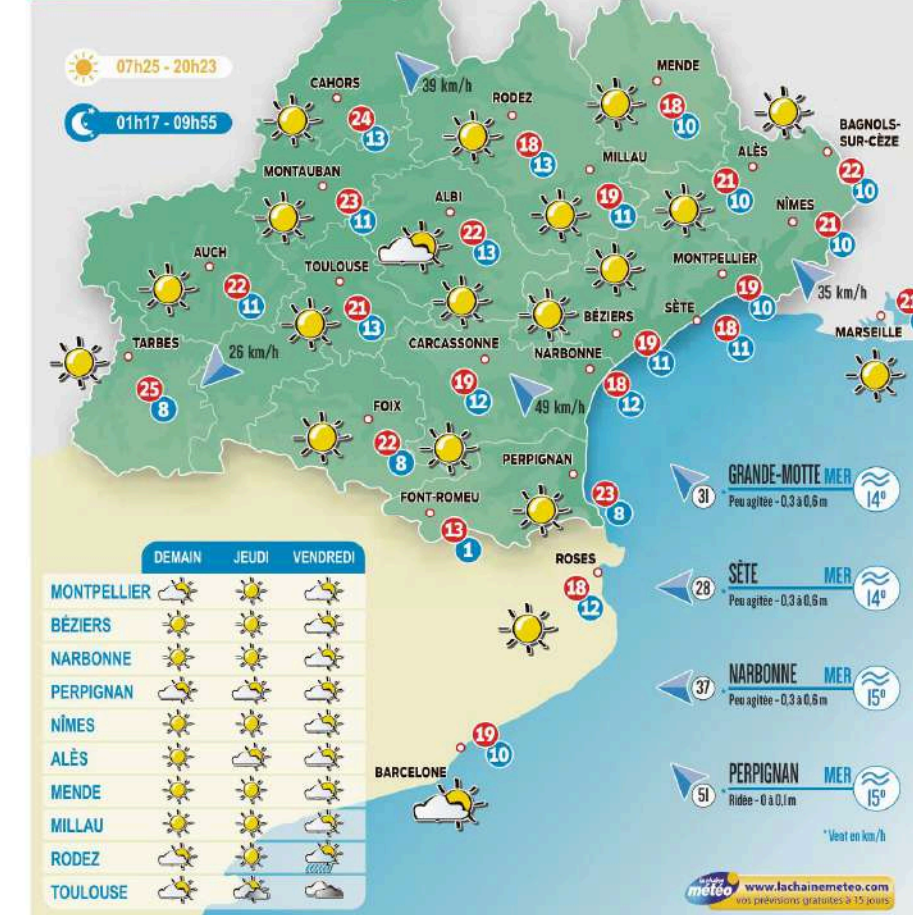 07h25 - 20h23
01h17 - 09h55
39 km/h
CAHORS
24
13
RODEZ
18
13
MENDE
18
10
BAGNOLS-
SUR-CÈZE
22
10
MONTAUBAN
23
11
ALBI
22
13
MILLAU
19
11
ALÈS
21
10
NÎMES
21
10
AUCH
22
11
TOULOUSE
21
13
MONTPELLIER
19
10
35 km/h
TARBES
25
8
26 km/h
CARCASSONNE
19
12
BÉZIERS
19
11
SÈTE
18
11
MARSEILLE
NARBONNE
18
12
49 km/h
FOIX
22
8
PERPIGNAN
23
8
FONT-ROMEU
13
1
ROSES
18
12
BARCELONE
19
10
31
GRANDE-MOTTE MER
Peu agitée - 0,3 à 0,6 m
14°
28
SÈTE MER
Peu agitée - 0,3 à 0,6 m
14°
37
NARBONNE MER
Peu agitée - 0,3 à 0,6 m
15°
51
PERPIGNAN MER
Ridée - 0 à 0,1 m
15°
*Vent en km/h
DEMAIN JEUDI VENDREDI
MONTPELLIER
BÉZIERS
NARBONNE
PERPIGNAN
NÎMES
ALÈS
MENDE
MILLAU
RODEZ
TOULOUSE
la chaîne
météo
www.lachainemeteo.com
vos prévisions gratuites à 15 jours